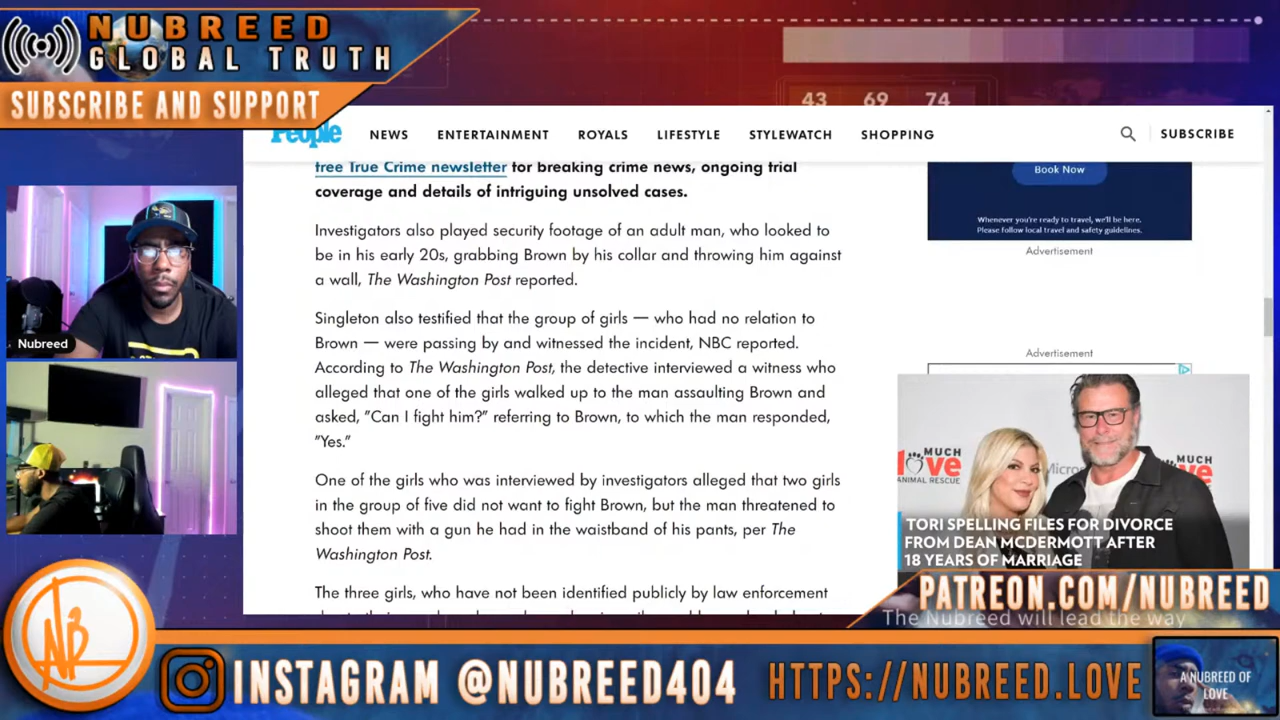 NUBREED
GLOBAL TRUTH
SUBSCRIBE AND SUPPORT
43 69 74
People
NEWS ENTERTAINMENT ROYALS LIFESTYLE STYLEWATCH SHOPPING SUBSCRIBE
free True Crime newsletter for breaking crime news, ongoing trial
coverage and details of intriguing unsolved cases.
Investigators also played security footage of an adult man, who looked to
be in his early 20s, grabbing Brown by his collar and throwing him against
a wall, The Washington Post reported.
Singleton also testified that the group of girls — who had no relation to
Brown — were passing by and witnessed the incident, NBC reported.
According to The Washington Post, the detective interviewed a witness who
alleged that one of the girls walked up to the man assaulting Brown and
asked, "Can I fight him?" referring to Brown, to which the man responded,
"Yes."
One of the girls who was interviewed by investigators alleged that two girls
in the group of five did not want to fight Brown, but the man threatened to
shoot them with a gun he had in the waistband of his pants, per The
Washington Post.
The three girls, who have not been identified publicly by law enforcement
Book Now
Whenever you're ready to travel, we'll be here.
Please follow local travel and safety guidelines.
Advertisement
Advertisement
MUCH
love
ANIMAL RESCUE
Micros
MUCH
love
ANIMAL RESCUE
TORI SPELLING FILES FOR DIVORCE
FROM DEAN MCDERMOTT AFTER
18 YEARS OF MARRIAGE
Nubreed
PATREON.COM/NUBREED
The Nubreed will lead the way
NB
INSTAGRAM @NUBREED404 HTTPS://NUBREED.LOVE
A NUBREED OF
LOVE